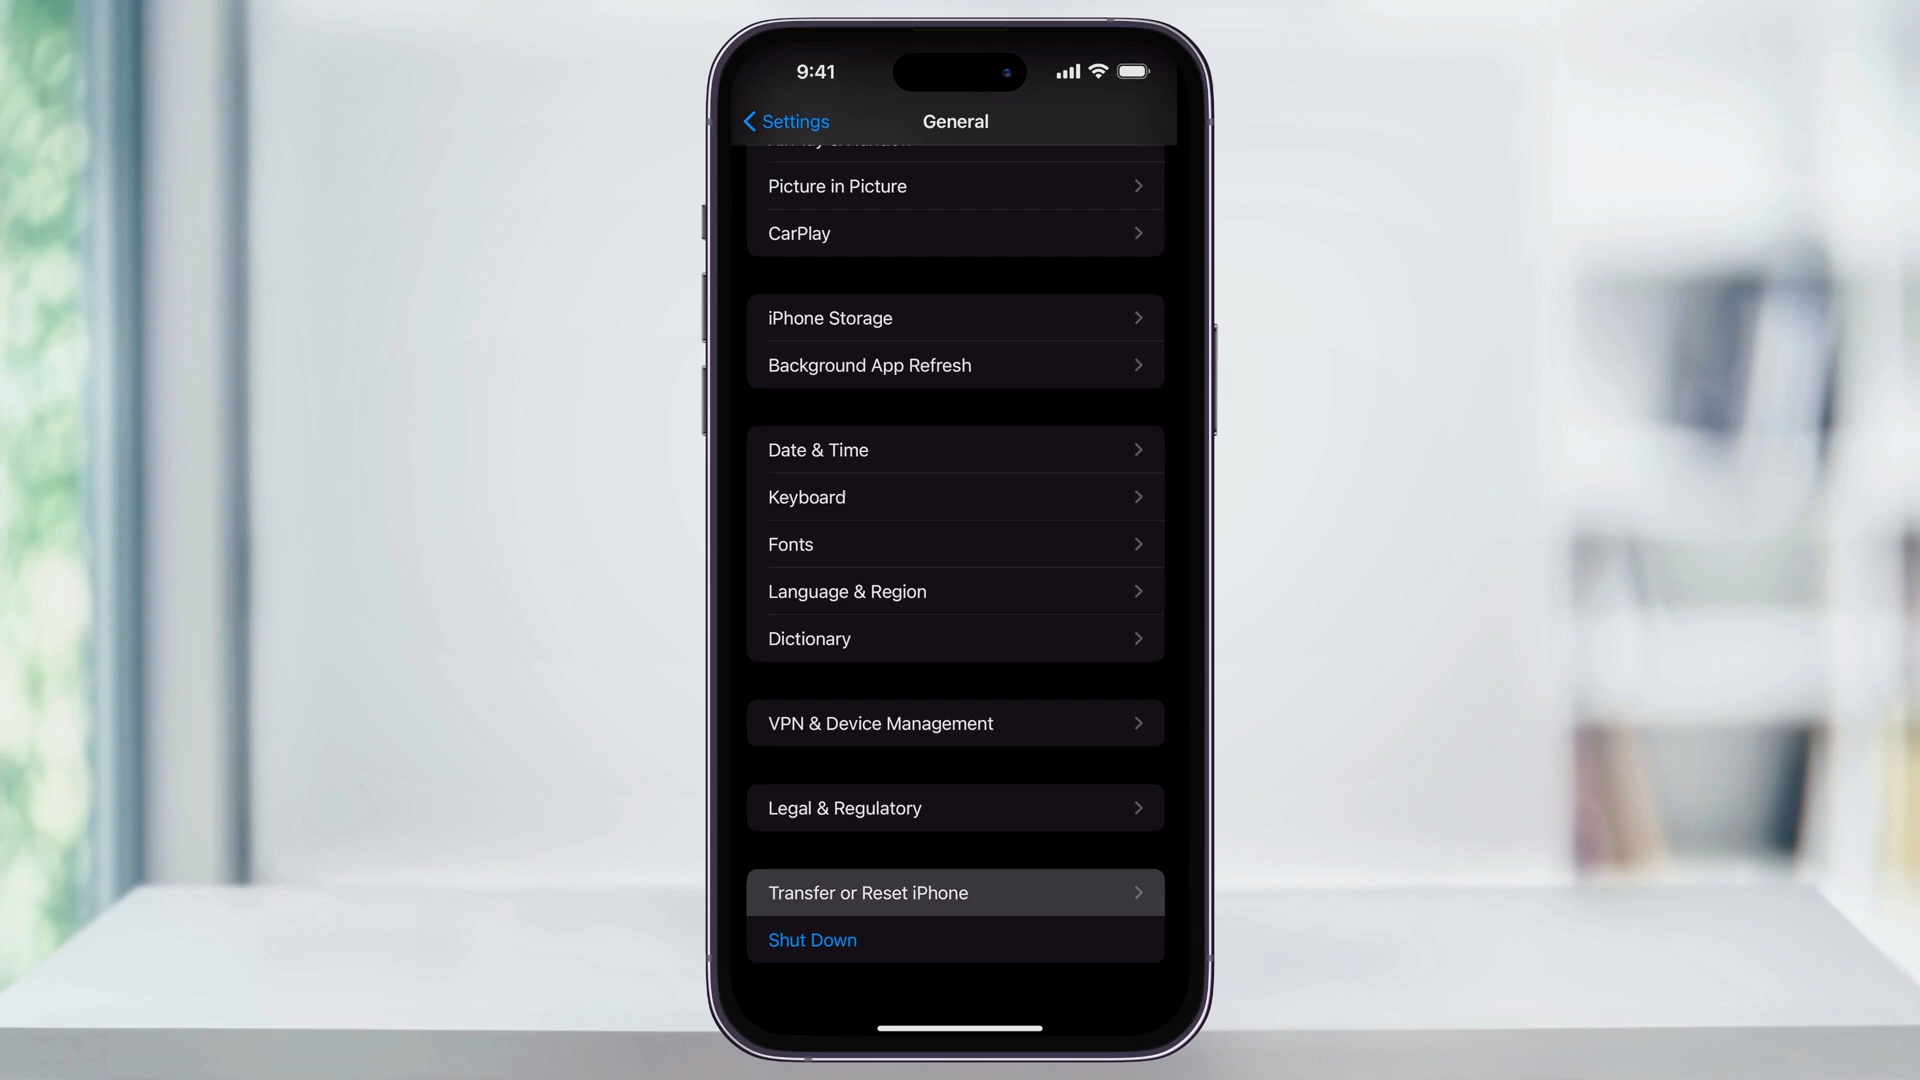 9:41
Settings
General
Picture in Picture
CarPlay
iPhone Storage
Background App Refresh
Date & Time
Keyboard
Fonts
Language & Region
Dictionary
VPN & Device Management
Legal & Regulatory
Transfer or Reset iPhone
Shut Down